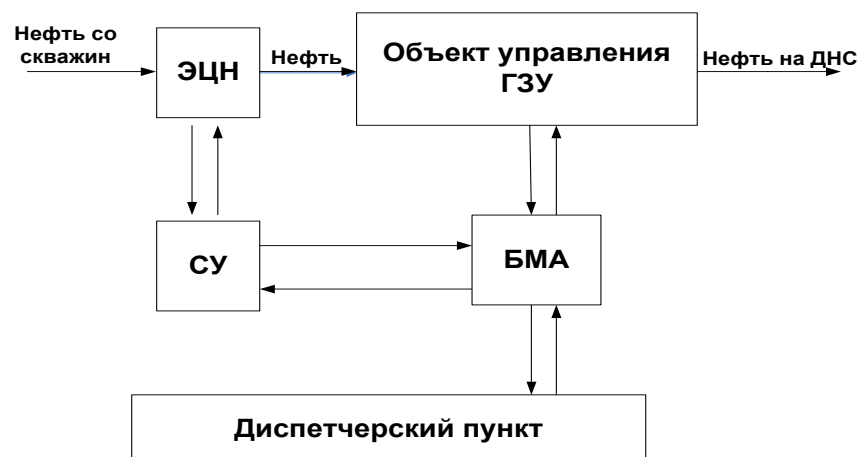 Нефть со
скважин
ЭЦН
Нефть
Объект управления
ГЗУ
Нефть на ДНС
СУ
БМА
Диспетчерский пункт